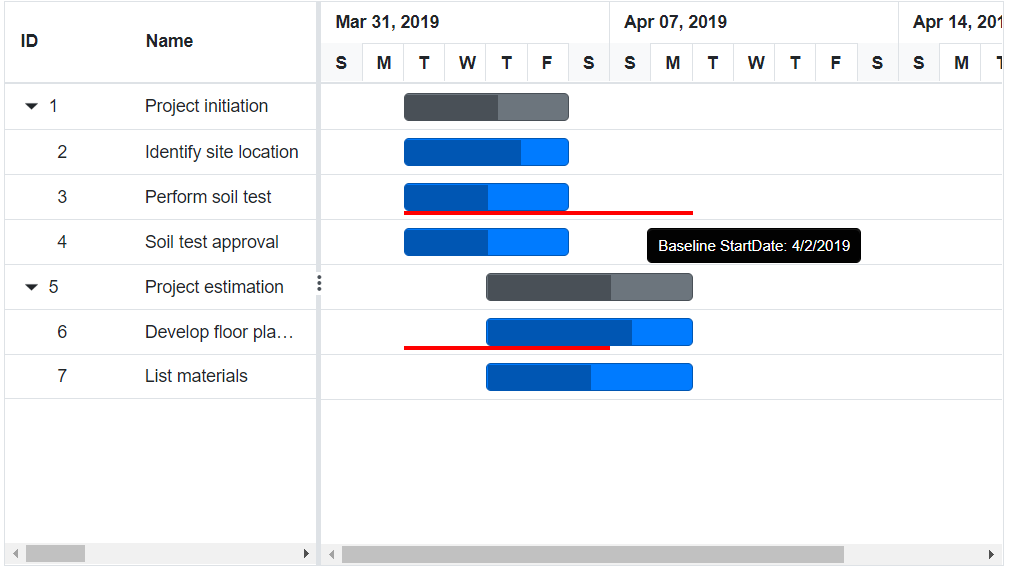 ID Name
Mar 31, 2019 Apr 07, 2019 Apr 14, 201
S M T W T F S S M T W T F S S M T
1 Project initiation
2 Identify site location
3 Perform soil test
4 Soil test approval
Baseline StartDate: 4/2/2019
5 Project estimation
6 Develop floor pla…
7 List materials